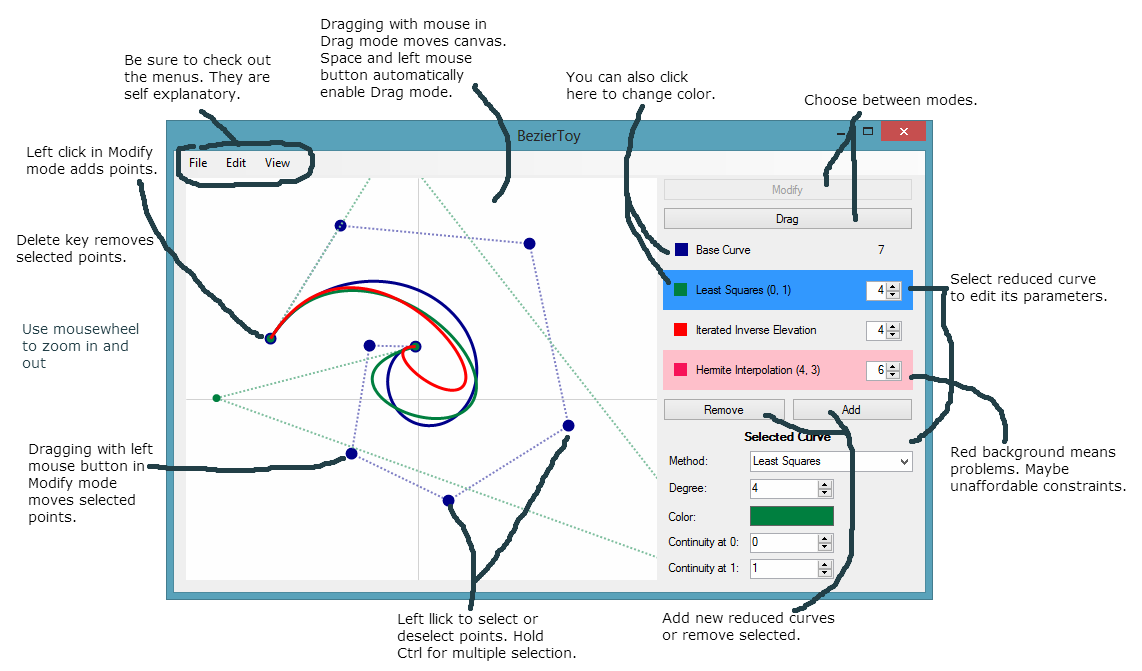 Dragging with mouse in
Drag mode moves canvas.
Space and left mouse
button automatically
enable Drag mode.
Be sure to check out
the menus. They are
self explanatory.
You can also click
here to change color.
Choose between modes.
BezierToy
Left click in Modify
mode adds points.
File Edit View
Modify
Drag
Delete key removes
selected points.
Base Curve 7
Least Squares (0, 1) 4
Select reduced curve
to edit its parameters.
Use mousewheel
to zoom in and
out
Iterated Inverse Elevation 4
Hermite Interpolation (4, 3) 6
Remove Add
Selected Curve
Dragging with left
mouse button in
Modify mode
moves selected
points.
Red background means
problems. Maybe
unaffordable constraints.
Method: Least Squares
Degree: 4
Color:
Continuity at 0: 0
Continuity at 1: 1
Left llick to select or
deselect points. Hold
Ctrl for multiple selection.
Add new reduced curves
or remove selected.